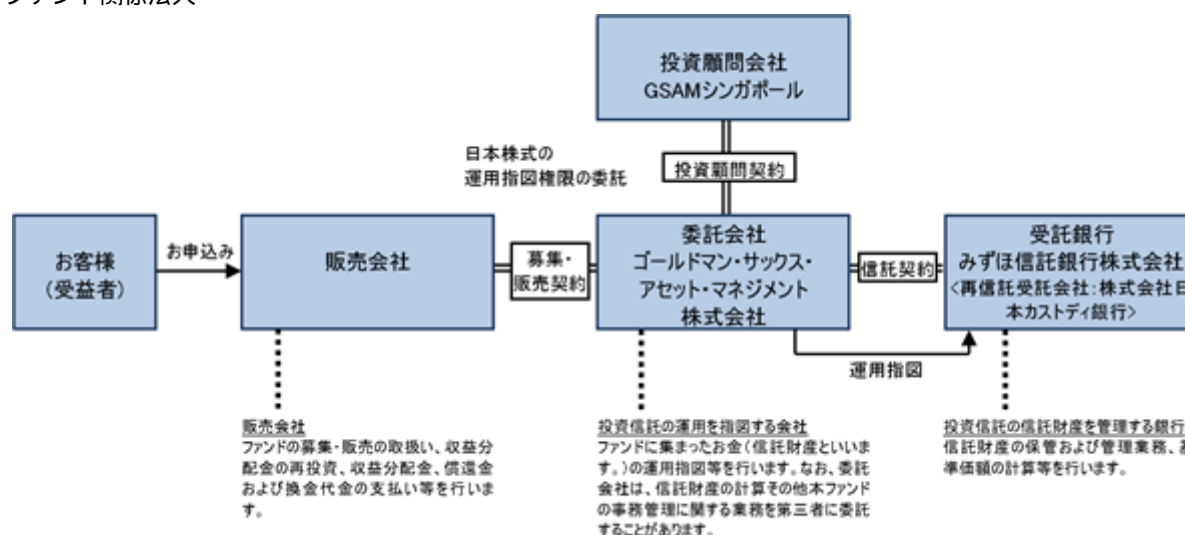 投資顧問会社
GSAMシンガポール
日本株式の
運用指図権限の委託
投資顧問契約
お客様
(受益者)
お申込み
販売会社
募集・
販売契約
委託会社
ゴールドマン・サックス・
アセット・マネジメント
株式会社
信託契約
受託銀行
みずほ信託銀行株式会社
<再信託受託会社:株式会社日
本カストディ銀行>
運用指図
販売会社
ファンドの募集・販売の取扱い、収益分
配金の再投資、収益分配金、償還金
および換金代金の支払い等を行いま
す。
投資信託の運用を指図する会社
ファンドに集まったお金(信託財産といいま
す。)の運用指図等を行います。なお、委託
会社は、信託財産の計算その他本ファンド
の事務管理に関する業務を第三者に委託
することがあります。
投資信託の信託財産を管理する銀行
信託財産の保管および管理業務、基
準価額の計算等を行います。